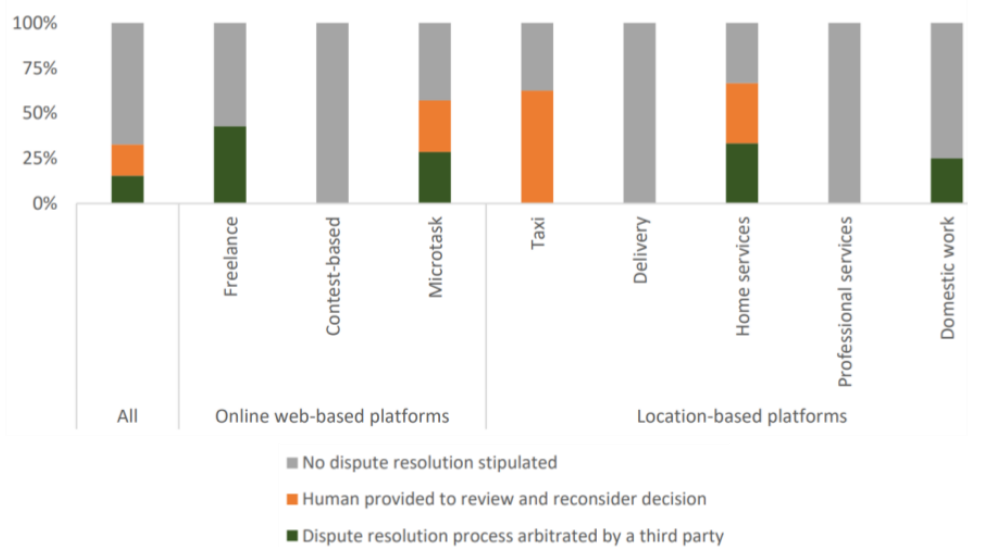 100%
75%
50%
25%
0%
Freelance
Contest-based
Microtask
Taxi
Delivery
Home services
Professional services
Domestic work
All
Online web-based platforms
Location-based platforms
No dispute resolution stipulated
Human provided to review and reconsider decision
Dispute resolution process arbitrated by a third party